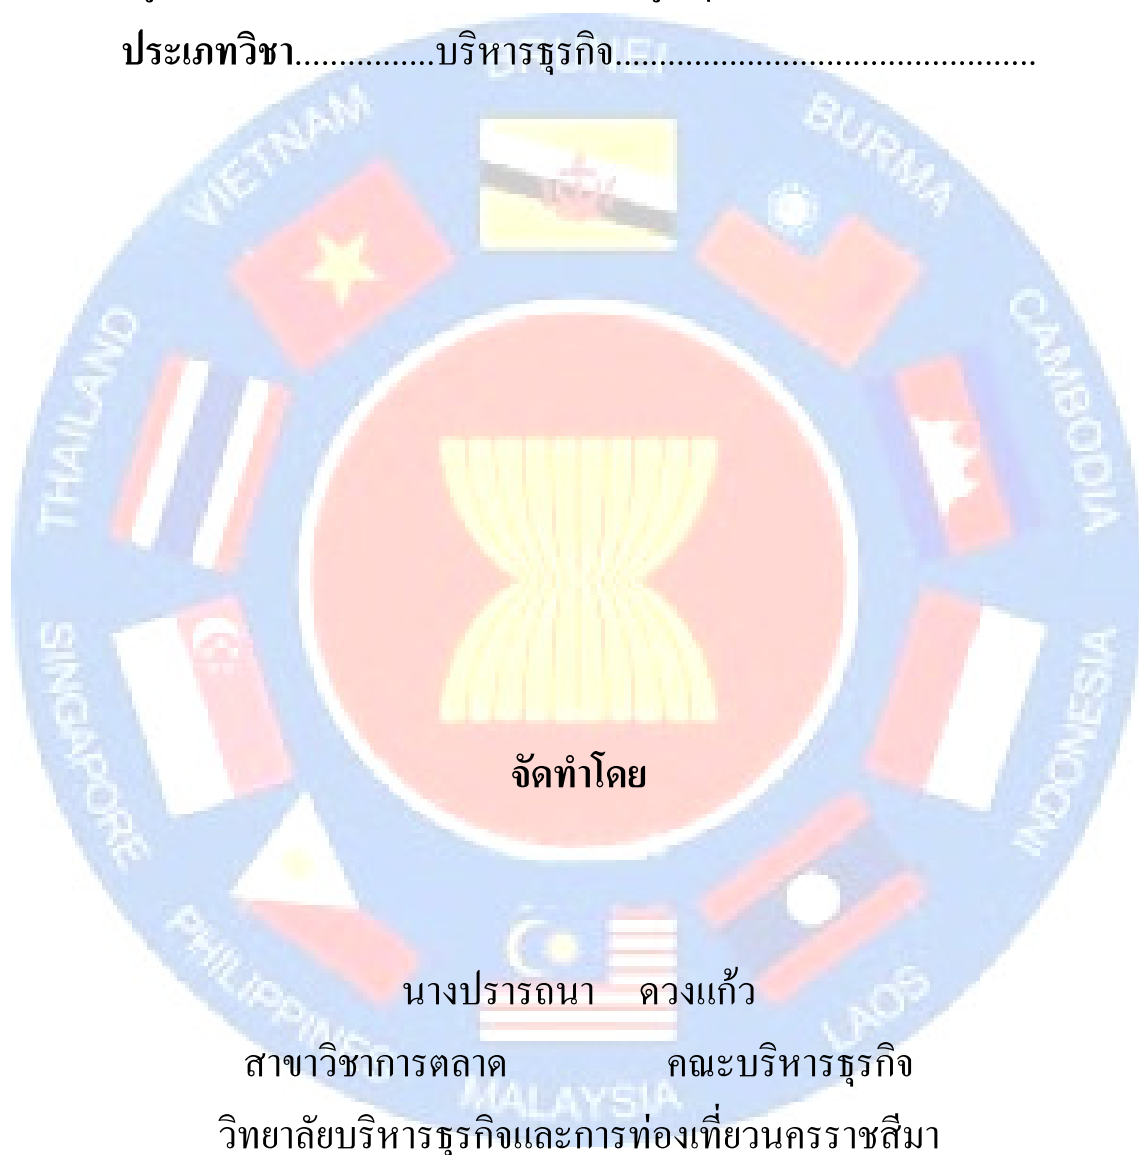 ประเภทวิชา................บริหารธุรกิจ................................................
BRUNEI
BURMA
VIETNAM
CAMBODIA
THAILAND
INDONESIA
SINGAPORE
จัดทำโดย
PHILIPPINES
LAOS
MALAYSIA
นางปรารถนา ดวงแก้ว
สาขาวิชาการตลาด คณะบริหารธุรกิจ
วิทยาลัยบริหารธุรกิจและการท่องเที่ยวนครราชสีมา